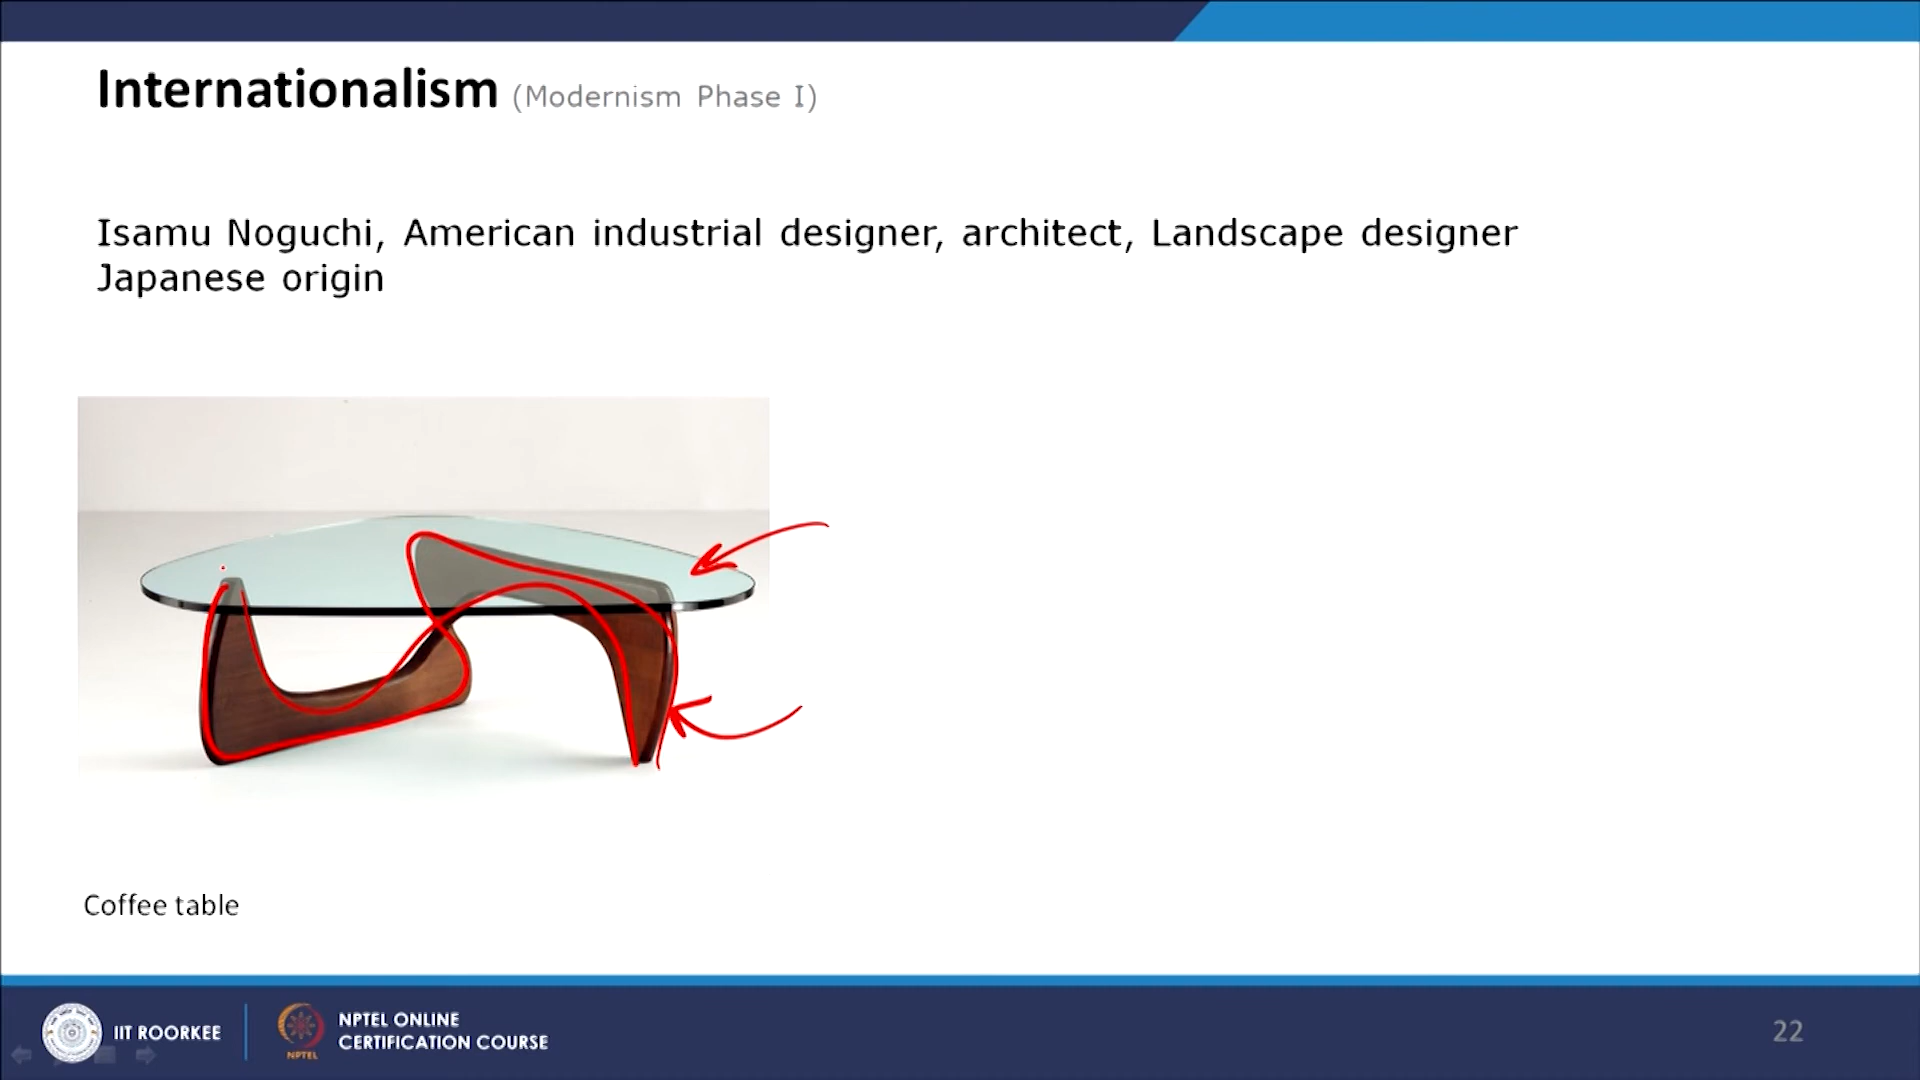 Internationalism (Modernism Phase I)
Isamu Noguchi, American industrial designer, architect, Landscape designer
Japanese origin
Coffee table
IIT ROORKEE
NPTEL
NPTEL ONLINE
CERTIFICATION COURSE
22